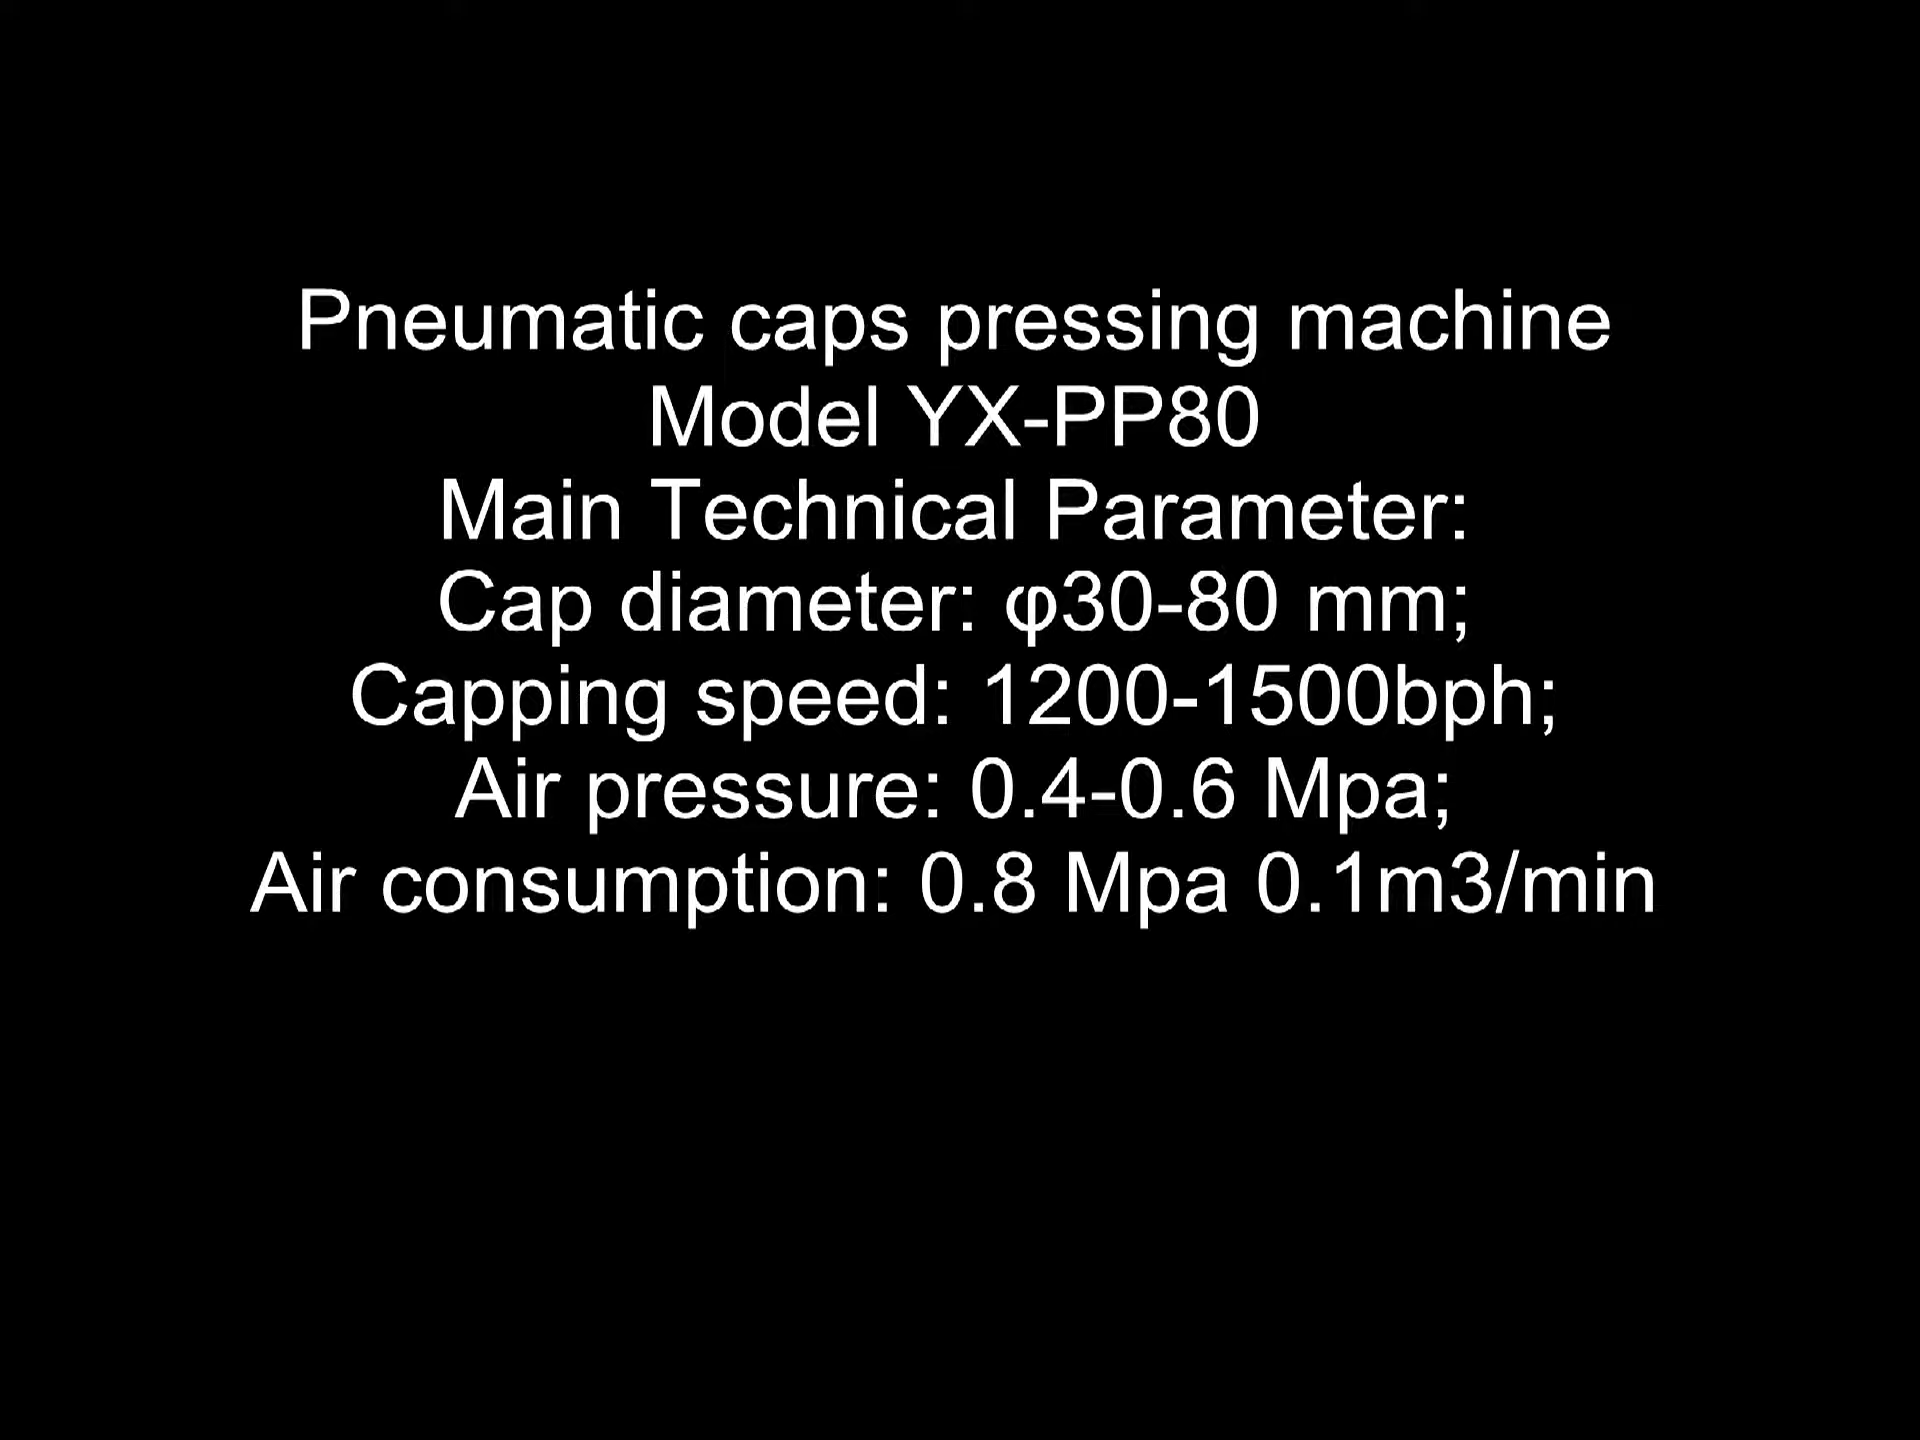 Pneumatic caps pressing machine
Model YX-PP80
Main Technical Parameter:
Cap diameter: φ30-80 mm;
Capping speed: 1200-1500bph;
Air pressure: 0.4-0.6 Mpa;
Air consumption: 0.8 Mpa 0.1m3/min